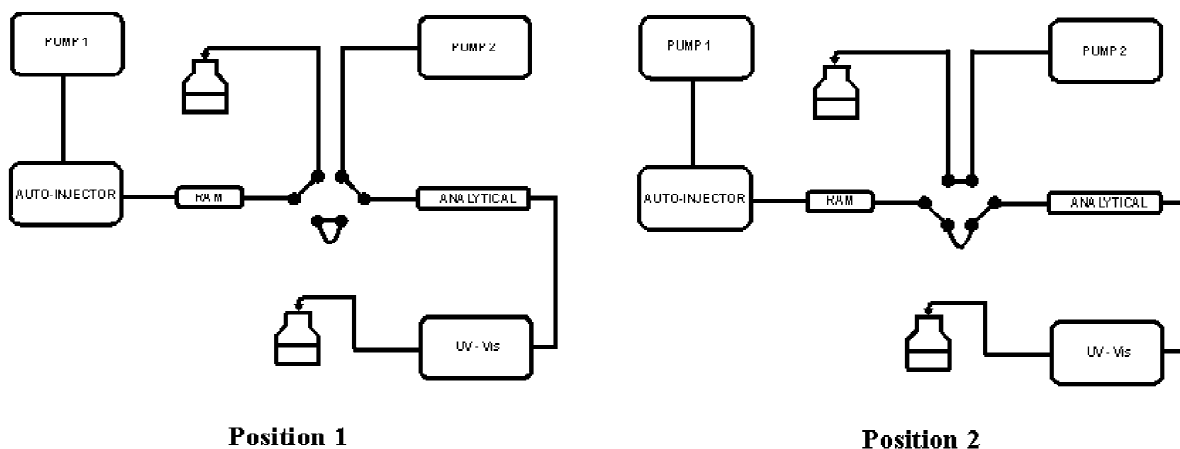 PUMP 1
PUMP 2
AUTO-INJECTOR
RAM
ANALYTICAL
UV - Vis
Position 1
PUMP 1
PUMP 2
AUTO-INJECTOR
RAM
ANALYTICAL
UV - Vis
Position 2